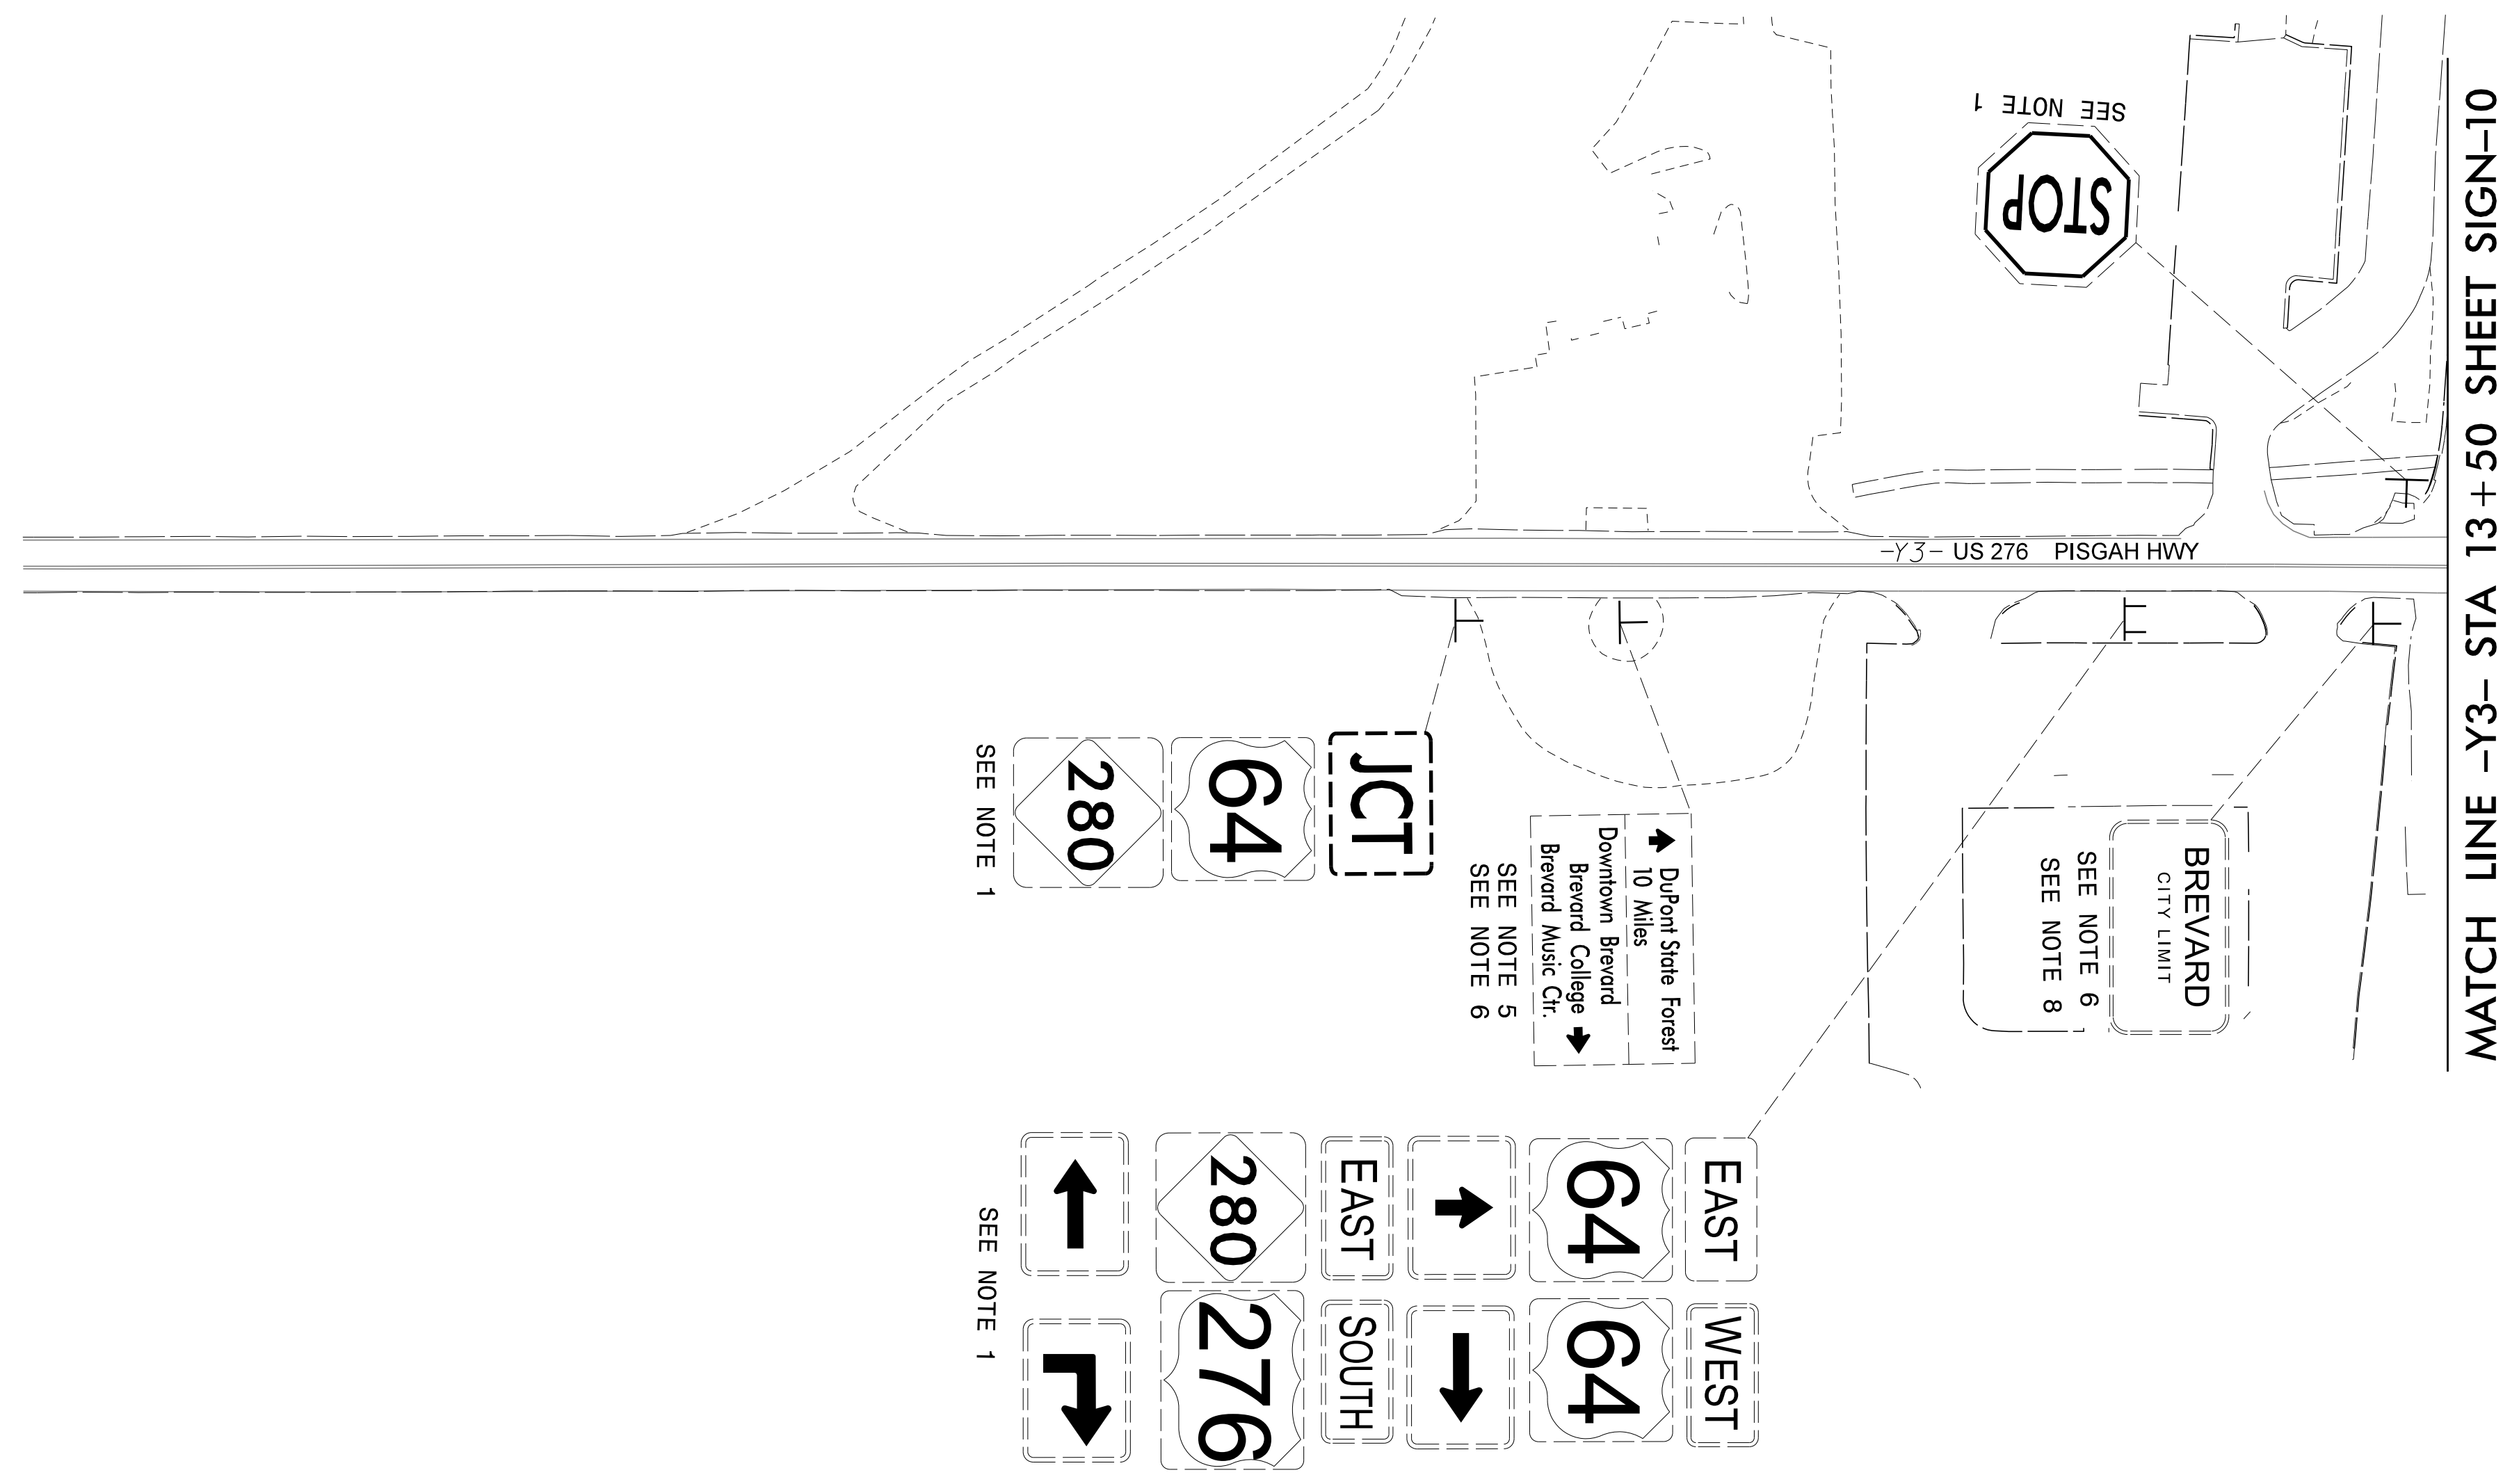 SEE NOTE 1
STOP
-Y3- US 276 PISGAH HWY
MATCH LINE -Y3- STA 13+50 SHEET SIGN-10
JCT
64
280
SEE NOTE 1
DuPont State Forest
10 Miles
Downtown Brevard
Brevard College
Brevard Music Ctr.
SEE NOTE 5
SEE NOTE 6
BREVARD
CITY LIMIT
SEE NOTE 6
SEE NOTE 8
EAST
WEST
64
64
EAST
SOUTH
280
276
SEE NOTE 1